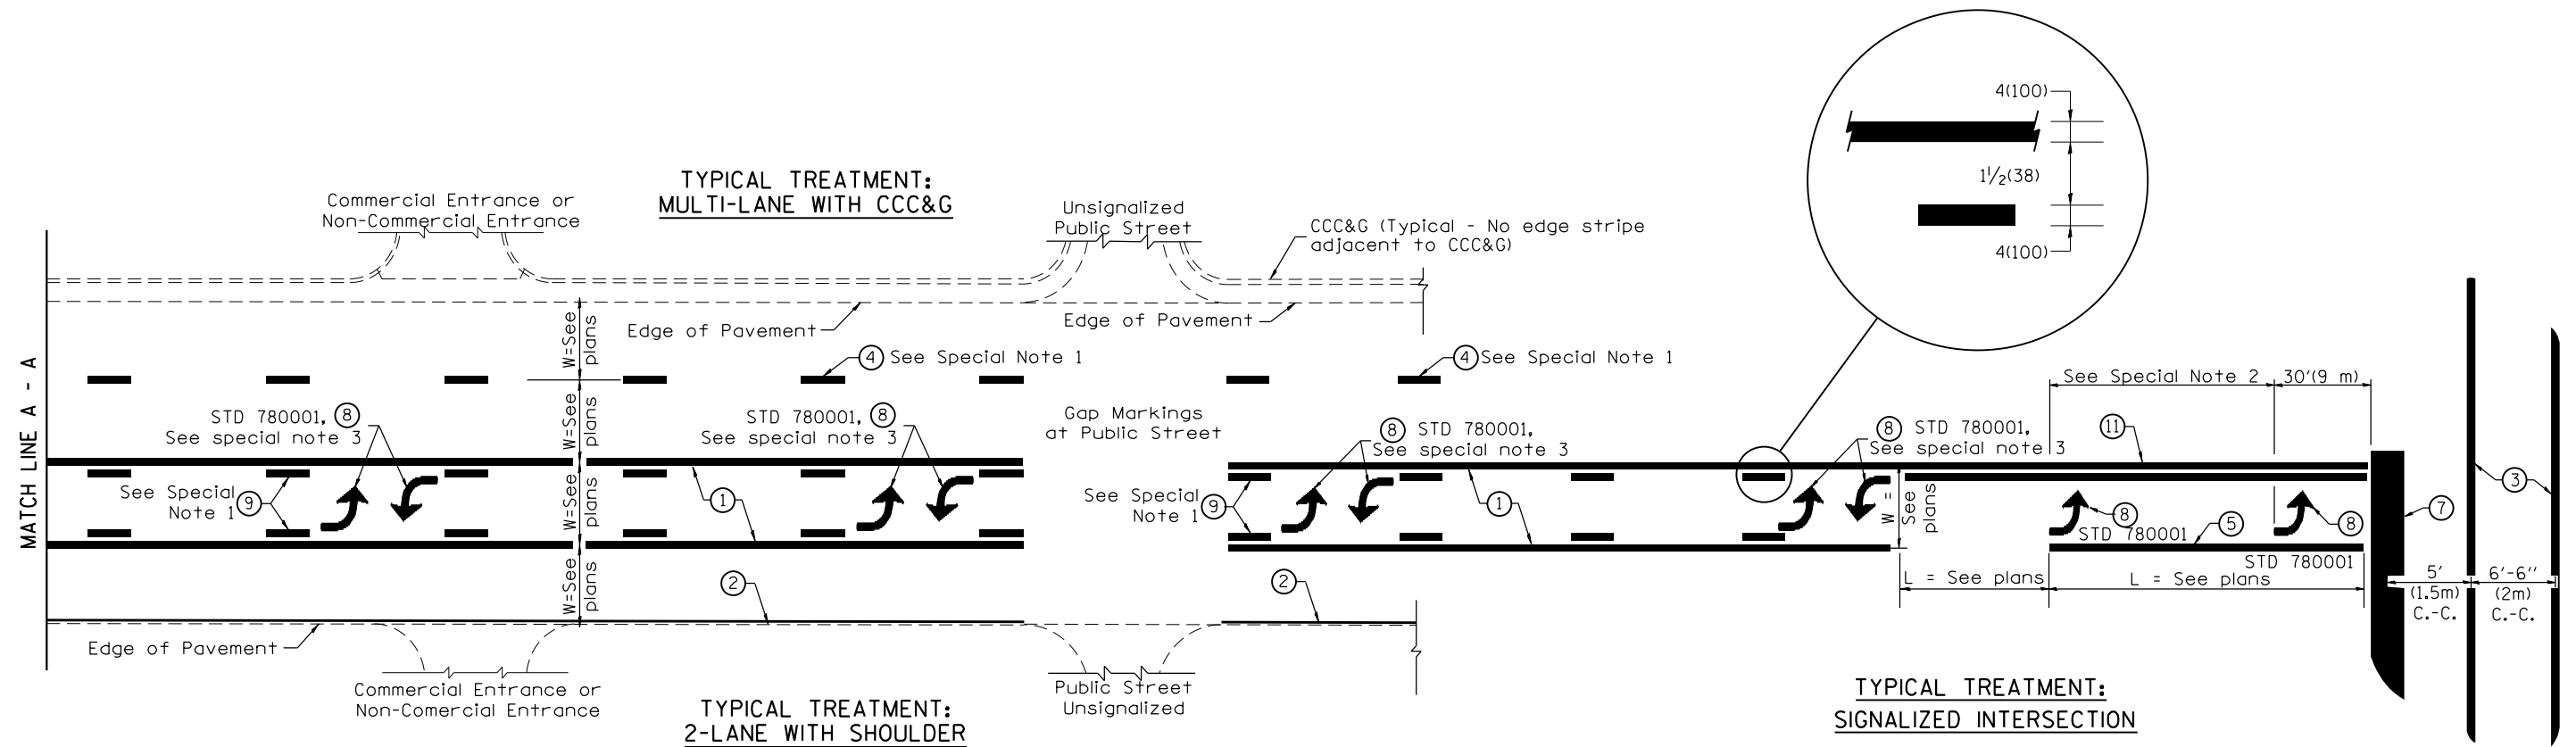 TYPICAL TREATMENT:
MULTI-LANE WITH CCC&G
Commercial Entrance or
Non-Commercial Entrance
Unsignalized
Public Street
CCC&G (Typical - No edge stripe
adjacent to CCC&G)
4(100)
1 1/2(38)
4(100)
Edge of Pavement
Edge of Pavement
W=See
plans
4 See Special Note 1
4 See Special Note 1
MATCH LINE A - A
STD 780001, 8
See special note 3
W=See
plans
STD 780001, 8
See special note 3
Gap Markings
at Public Street
8 STD 780001,
See special note 3
8 STD 780001,
See special note 3
11
See Special Note 2
30'(9 m)
See Special
Note 1
9
1
W=See
plans
See Special
Note 1
9
1
W =
See
plans
8
STD 780001
5
8
STD 780001
7
3
2
W=See
plans
2
L = See plans
L = See plans
5'
(1.5m)
C.-C.
6'-6''
(2m)
C.-C.
Edge of Pavement
Commercial Entrance or
Non-Comercial Entrance
Public Street
Unsignalized
TYPICAL TREATMENT:
2-LANE WITH SHOULDER
TYPICAL TREATMENT:
SIGNALIZED INTERSECTION